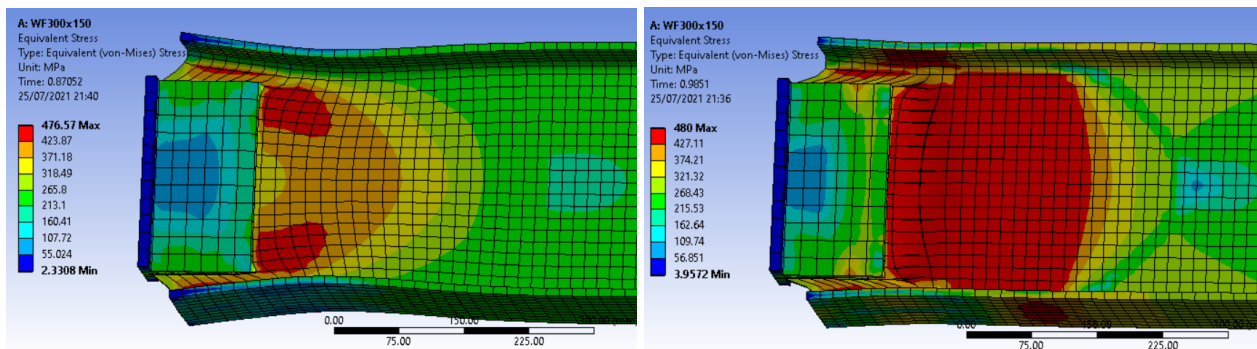 A: WF300x150
Equivalent Stress
Type: Equivalent (von-Mises) Stress
Unit: MPa
Time: 0.87052
25/07/2021 21:40
476.57 Max
423.87
371.18
318.49
265.8
213.1
160.41
107.72
55.024
2.3308 Min
0.00
150.00
75.00
225.00
A: WF300x150
Equivalent Stress
Type: Equivalent (von-Mises) Stress
Unit: MPa
Time: 0.9851
25/07/2021 21:36
480 Max
427.11
374.21
321.32
268.43
215.53
162.64
109.74
56.851
3.9572 Min
0.00
75.00
225.00